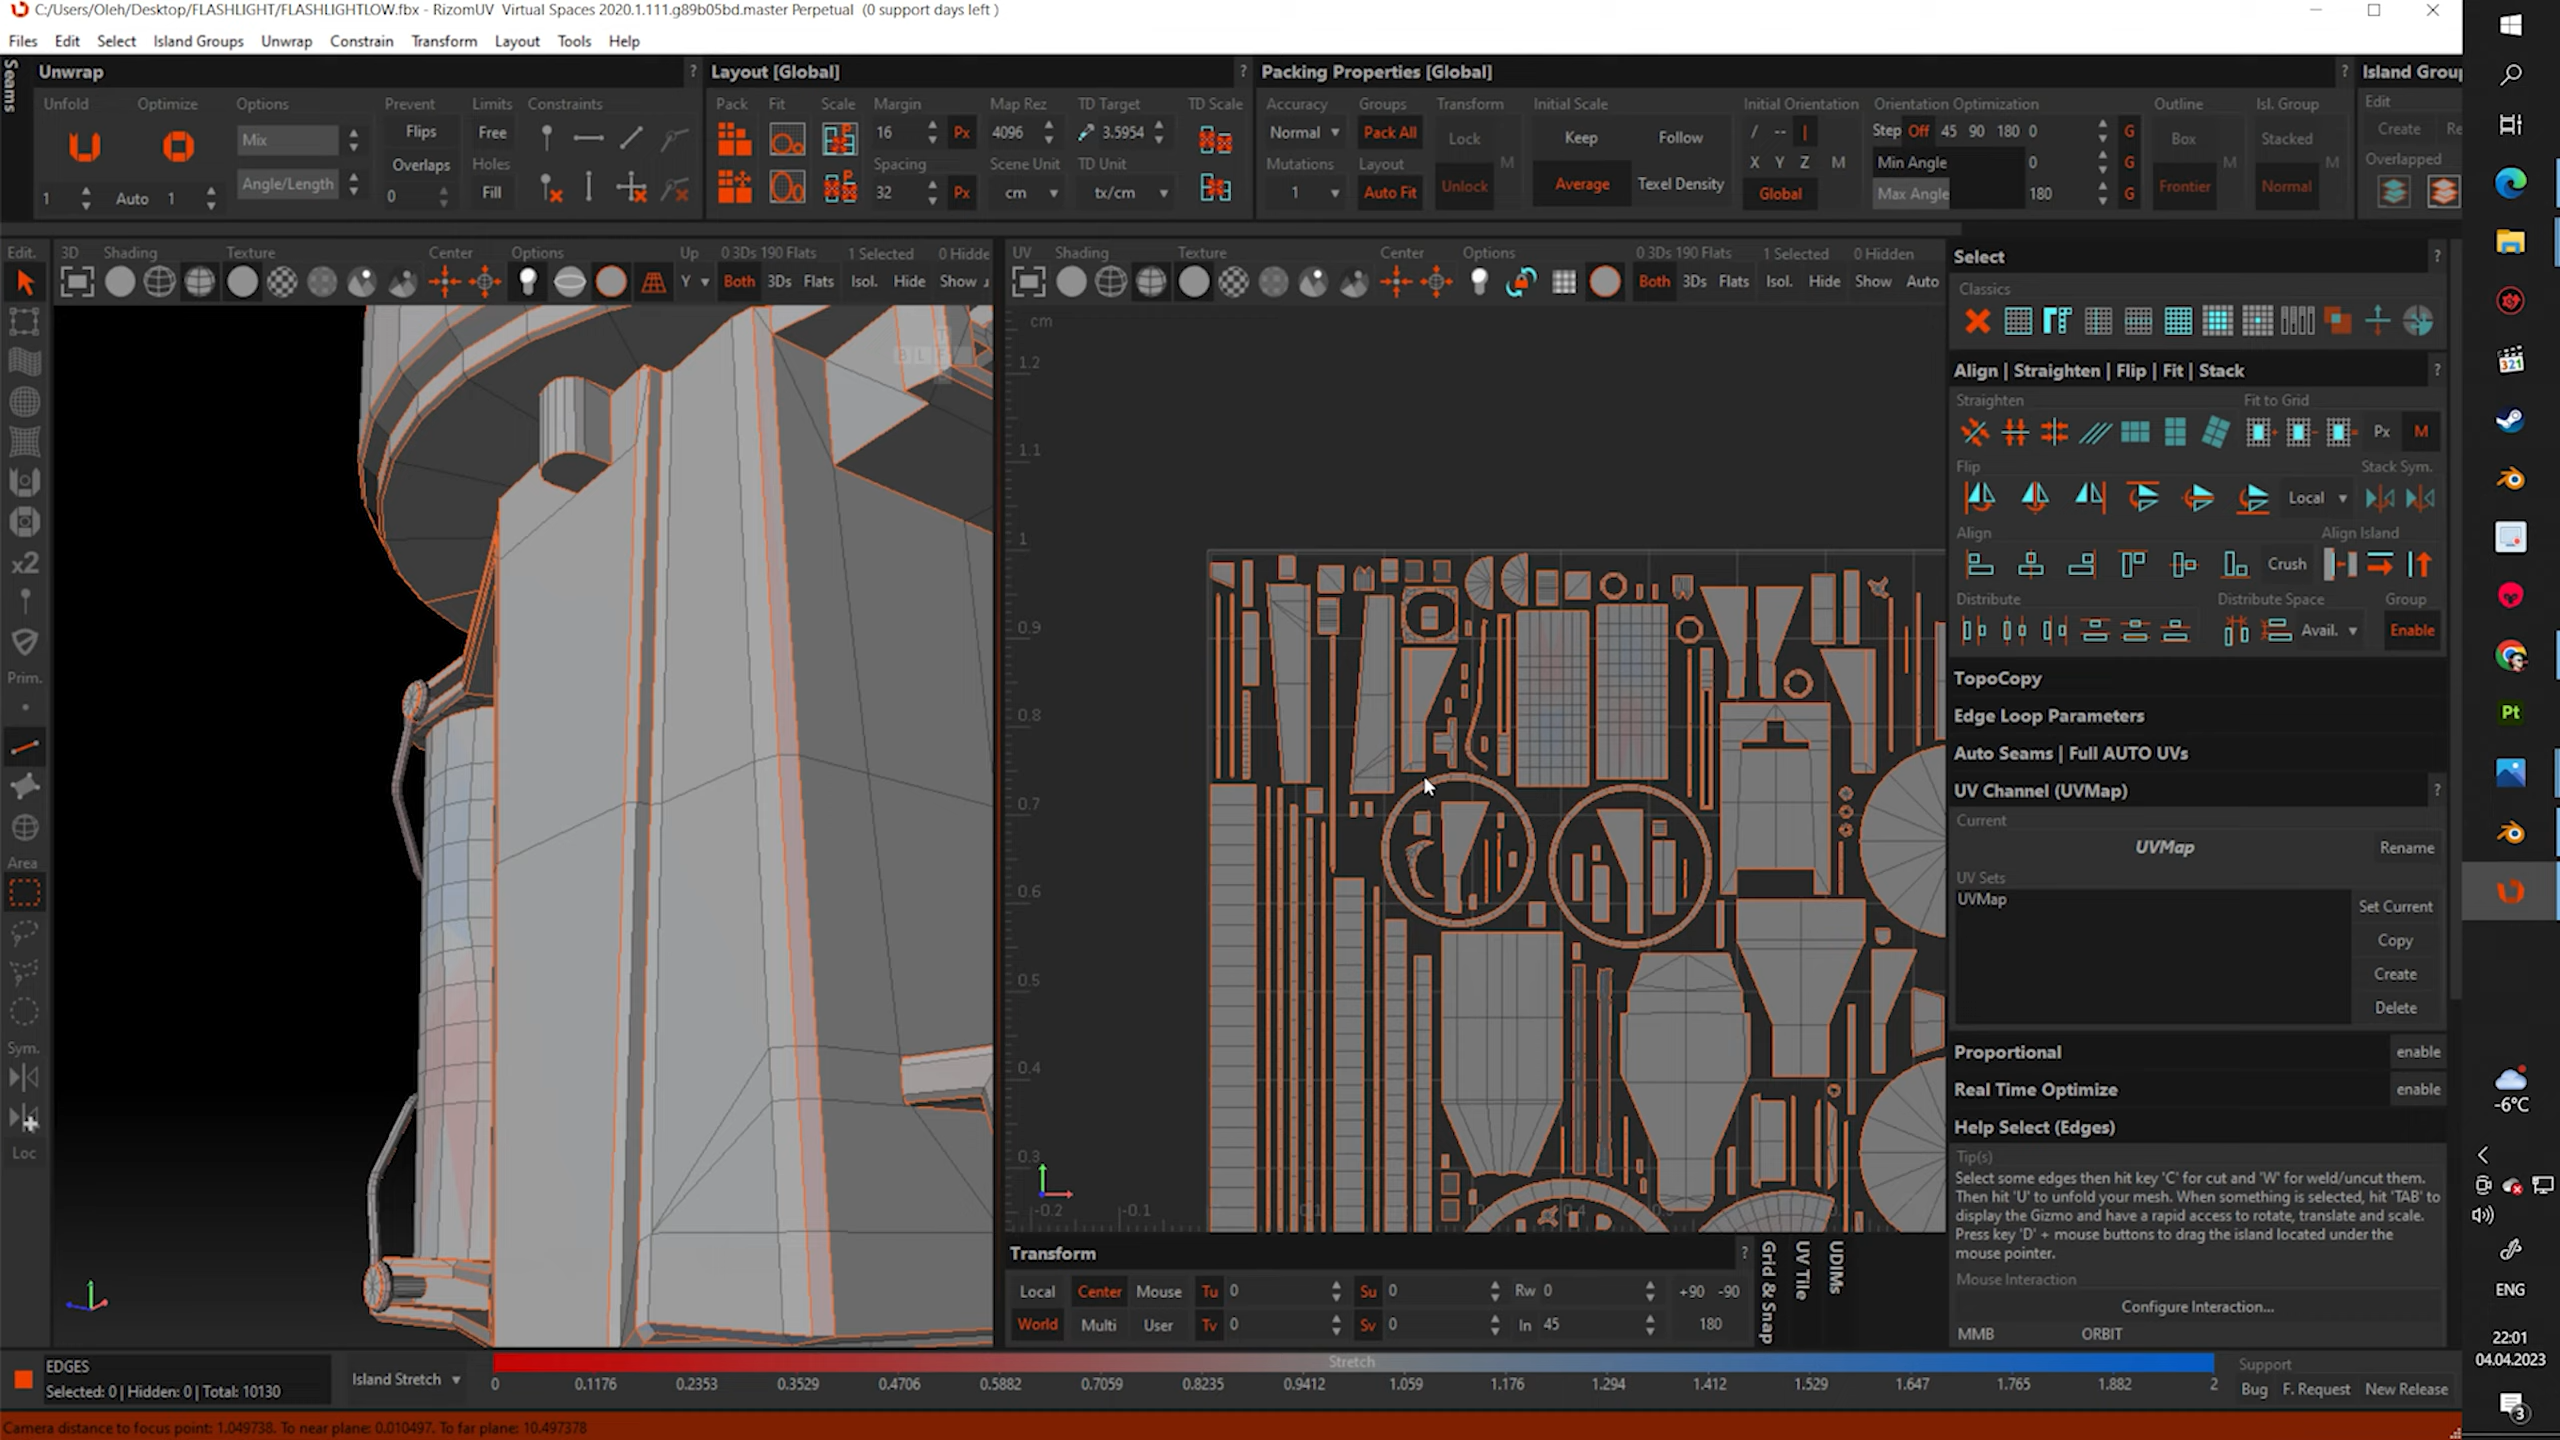 C:/Users/Oleh/Desktop/FLASHLIGHT/FLASHLIGHTLOW.fbx - RizomUV Virtual Spaces 2020.1.111.g89b05bd.master Perpetual (0 support days left )
Files Edit Select Island Groups Unwrap Constrain Transform Layout Tools Help
Seams
Unwrap ?
Unfold Optimize Options Prevent Limits Constraints
Mix Flips Free
Overlaps Holes
Angle/Length Fill
1 Auto 1 0
Layout [Global] ?
Pack Fit Scale Margin Map Rez TD Target TD Scale
16 Px 4096 3.5954
Spacing Scene Unit TD Unit
32 Px cm tx/cm
Packing Properties [Global] ?
Accuracy Groups Transform Initial Scale Initial Orientation Orientation Optimization Outline Isl. Group
Normal Pack All Lock Keep Follow / -- | Step Off 45 90 180 0 G Box Stacked
Mutations Layout M X Y Z M Min Angle 0 G M M
1 Auto Fit Unlock Average Texel Density Global Max Angle 180 G Frontier Normal
Island Group
Edit
Create Re
Overlapped
Edit. 3D Shading Texture Center Options Up 0 3Ds 190 Flats 1 Selected 0 Hidde
Y Both 3Ds Flats Isol. Hide Show
UV Shading Texture Center Options 0 3Ds 190 Flats 1 Selected 0 Hidden
Both 3Ds Flats Isol. Hide Show Auto
x2
Prim.
Area
Sym.
Loc
B L F
cm
1.2
1.1
1
0.9
0.8
0.7
0.6
0.5
0.4
0.3
-0.2 -0.1
Select ?
Classics
Align | Straighten | Flip | Fit | Stack ?
Straighten Fit to Grid
Px M
Flip Stack Sym.
Local
Align Align Island
Crush
Distribute Distribute Space Group
Avail. Enable
TopoCopy
Edge Loop Parameters
Auto Seams | Full AUTO UVs
UV Channel (UVMap) ?
Current
UVMap Rename
UV Sets
UVMap Set Current
Copy
Create
Delete
Proportional enable
Real Time Optimize enable
Help Select (Edges)
Tip(s)
Select some edges then hit key 'C' for cut and 'W' for weld/uncut them.
Then hit 'U' to unfold your mesh. When something is selected, hit 'TAB' to
display the Gizmo and have a rapid access to rotate, translate and scale.
Press key 'D' + mouse buttons to drag the island located under the
mouse pointer.
Mouse Interaction
Configure Interaction...
MMB ORBIT
Transform ?
Local Center Mouse Tu 0 Su 0 Rw 0 +90 -90
World Multi User Tv 0 Sv 0 In 45 180
Grid & Snap
UV Tile
UDIMs
EDGES
Selected: 0 | Hidden: 0 | Total: 10130
Island Stretch
Stretch
0 0.1176 0.2353 0.3529 0.4706 0.5882 0.7059 0.8235 0.9412 1.059 1.176 1.294 1.412 1.529 1.647 1.765 1.882 2
Support
Bug F. Request New Release
Camera distance to focus point: 1.049738. To near plane: 0.010497. To far plane: 10.497378
321
Pt
-6°C
ENG
22:01
04.04.2023
3